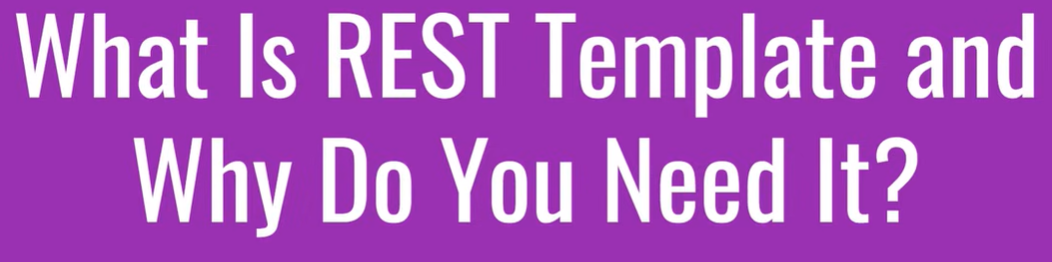 What Is REST Template and
Why Do You Need It?